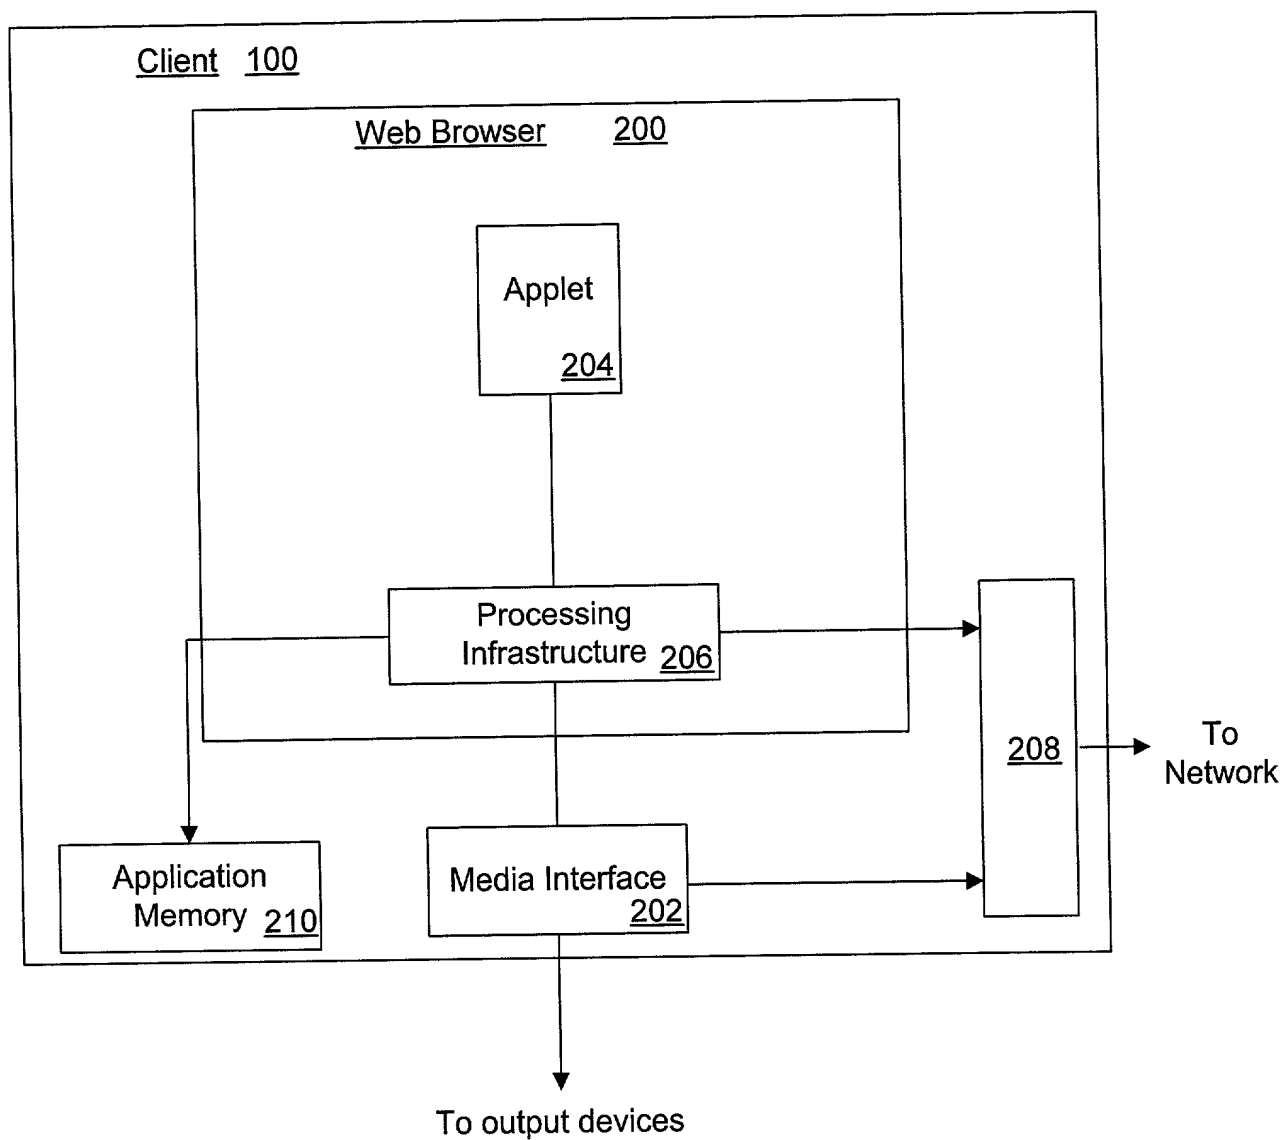 Client 100
Web Browser 200
Applet
204
Processing
Infrastructure 206
208
To
Network
Application
Memory 210
Media Interface
202
To output devices